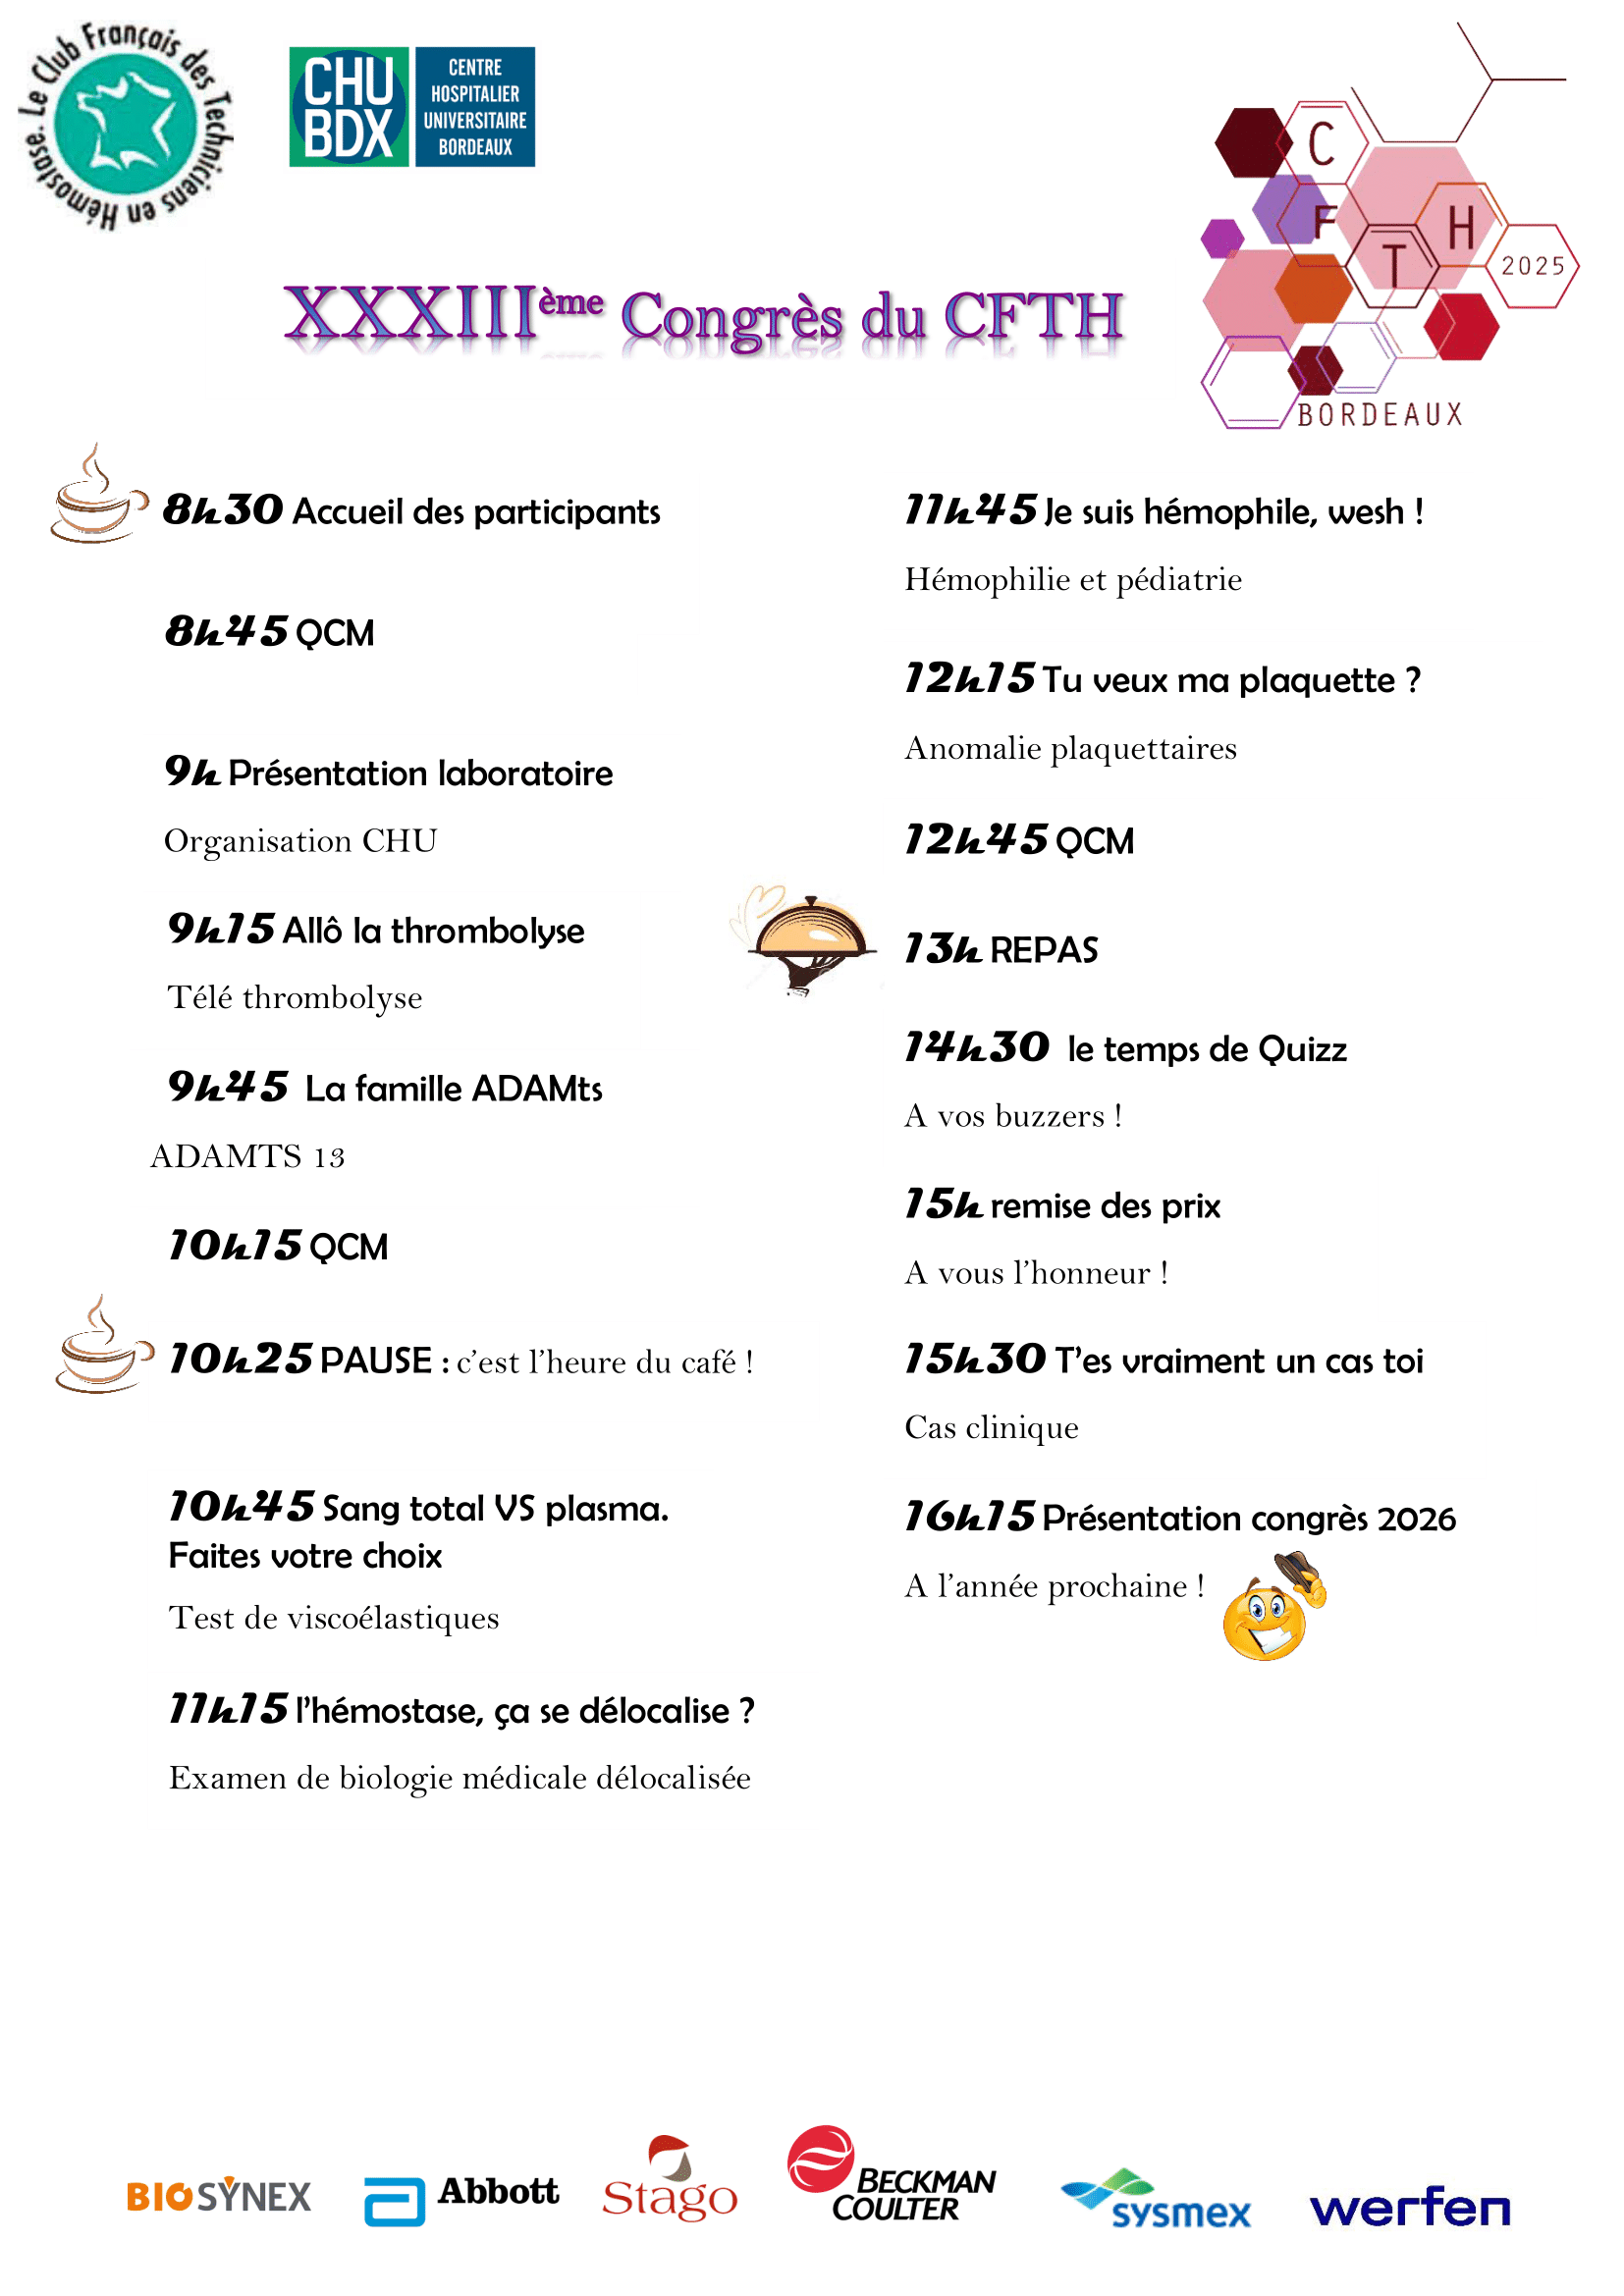 Le Club Français des Techniciens en Hémostase.
CHU
BDX
CENTRE
HOSPITALIER
UNIVERSITAIRE
BORDEAUX
C
F
T
H
2025
BORDEAUX
XXXIIIème Congrès du CFTH
8h30 Accueil des participants
8h45 QCM
9h Présentation laboratoire
Organisation CHU
9h15 Allô la thrombolyse
Télé thrombolyse
9h45 La famille ADAMts
ADAMTS 13
10h15 QCM
10h25 PAUSE : c’est l’heure du café !
10h45 Sang total VS plasma.
Faites votre choix
Test de viscoélastiques
11h15 l’hémostase, ça se délocalise ?
Examen de biologie médicale délocalisée
11h45 Je suis hémophile, wesh !
Hémophilie et pédiatrie
12h15 Tu veux ma plaquette ?
Anomalie plaquettaires
12h45 QCM
13h REPAS
14h30 le temps de Quizz
A vos buzzers !
15h remise des prix
A vous l’honneur !
15h30 T’es vraiment un cas toi
Cas clinique
16h15 Présentation congrès 2026
A l’année prochaine !
BIOSYNEX
Abbott
Stago
BECKMAN
COULTER
sysmex
werfen